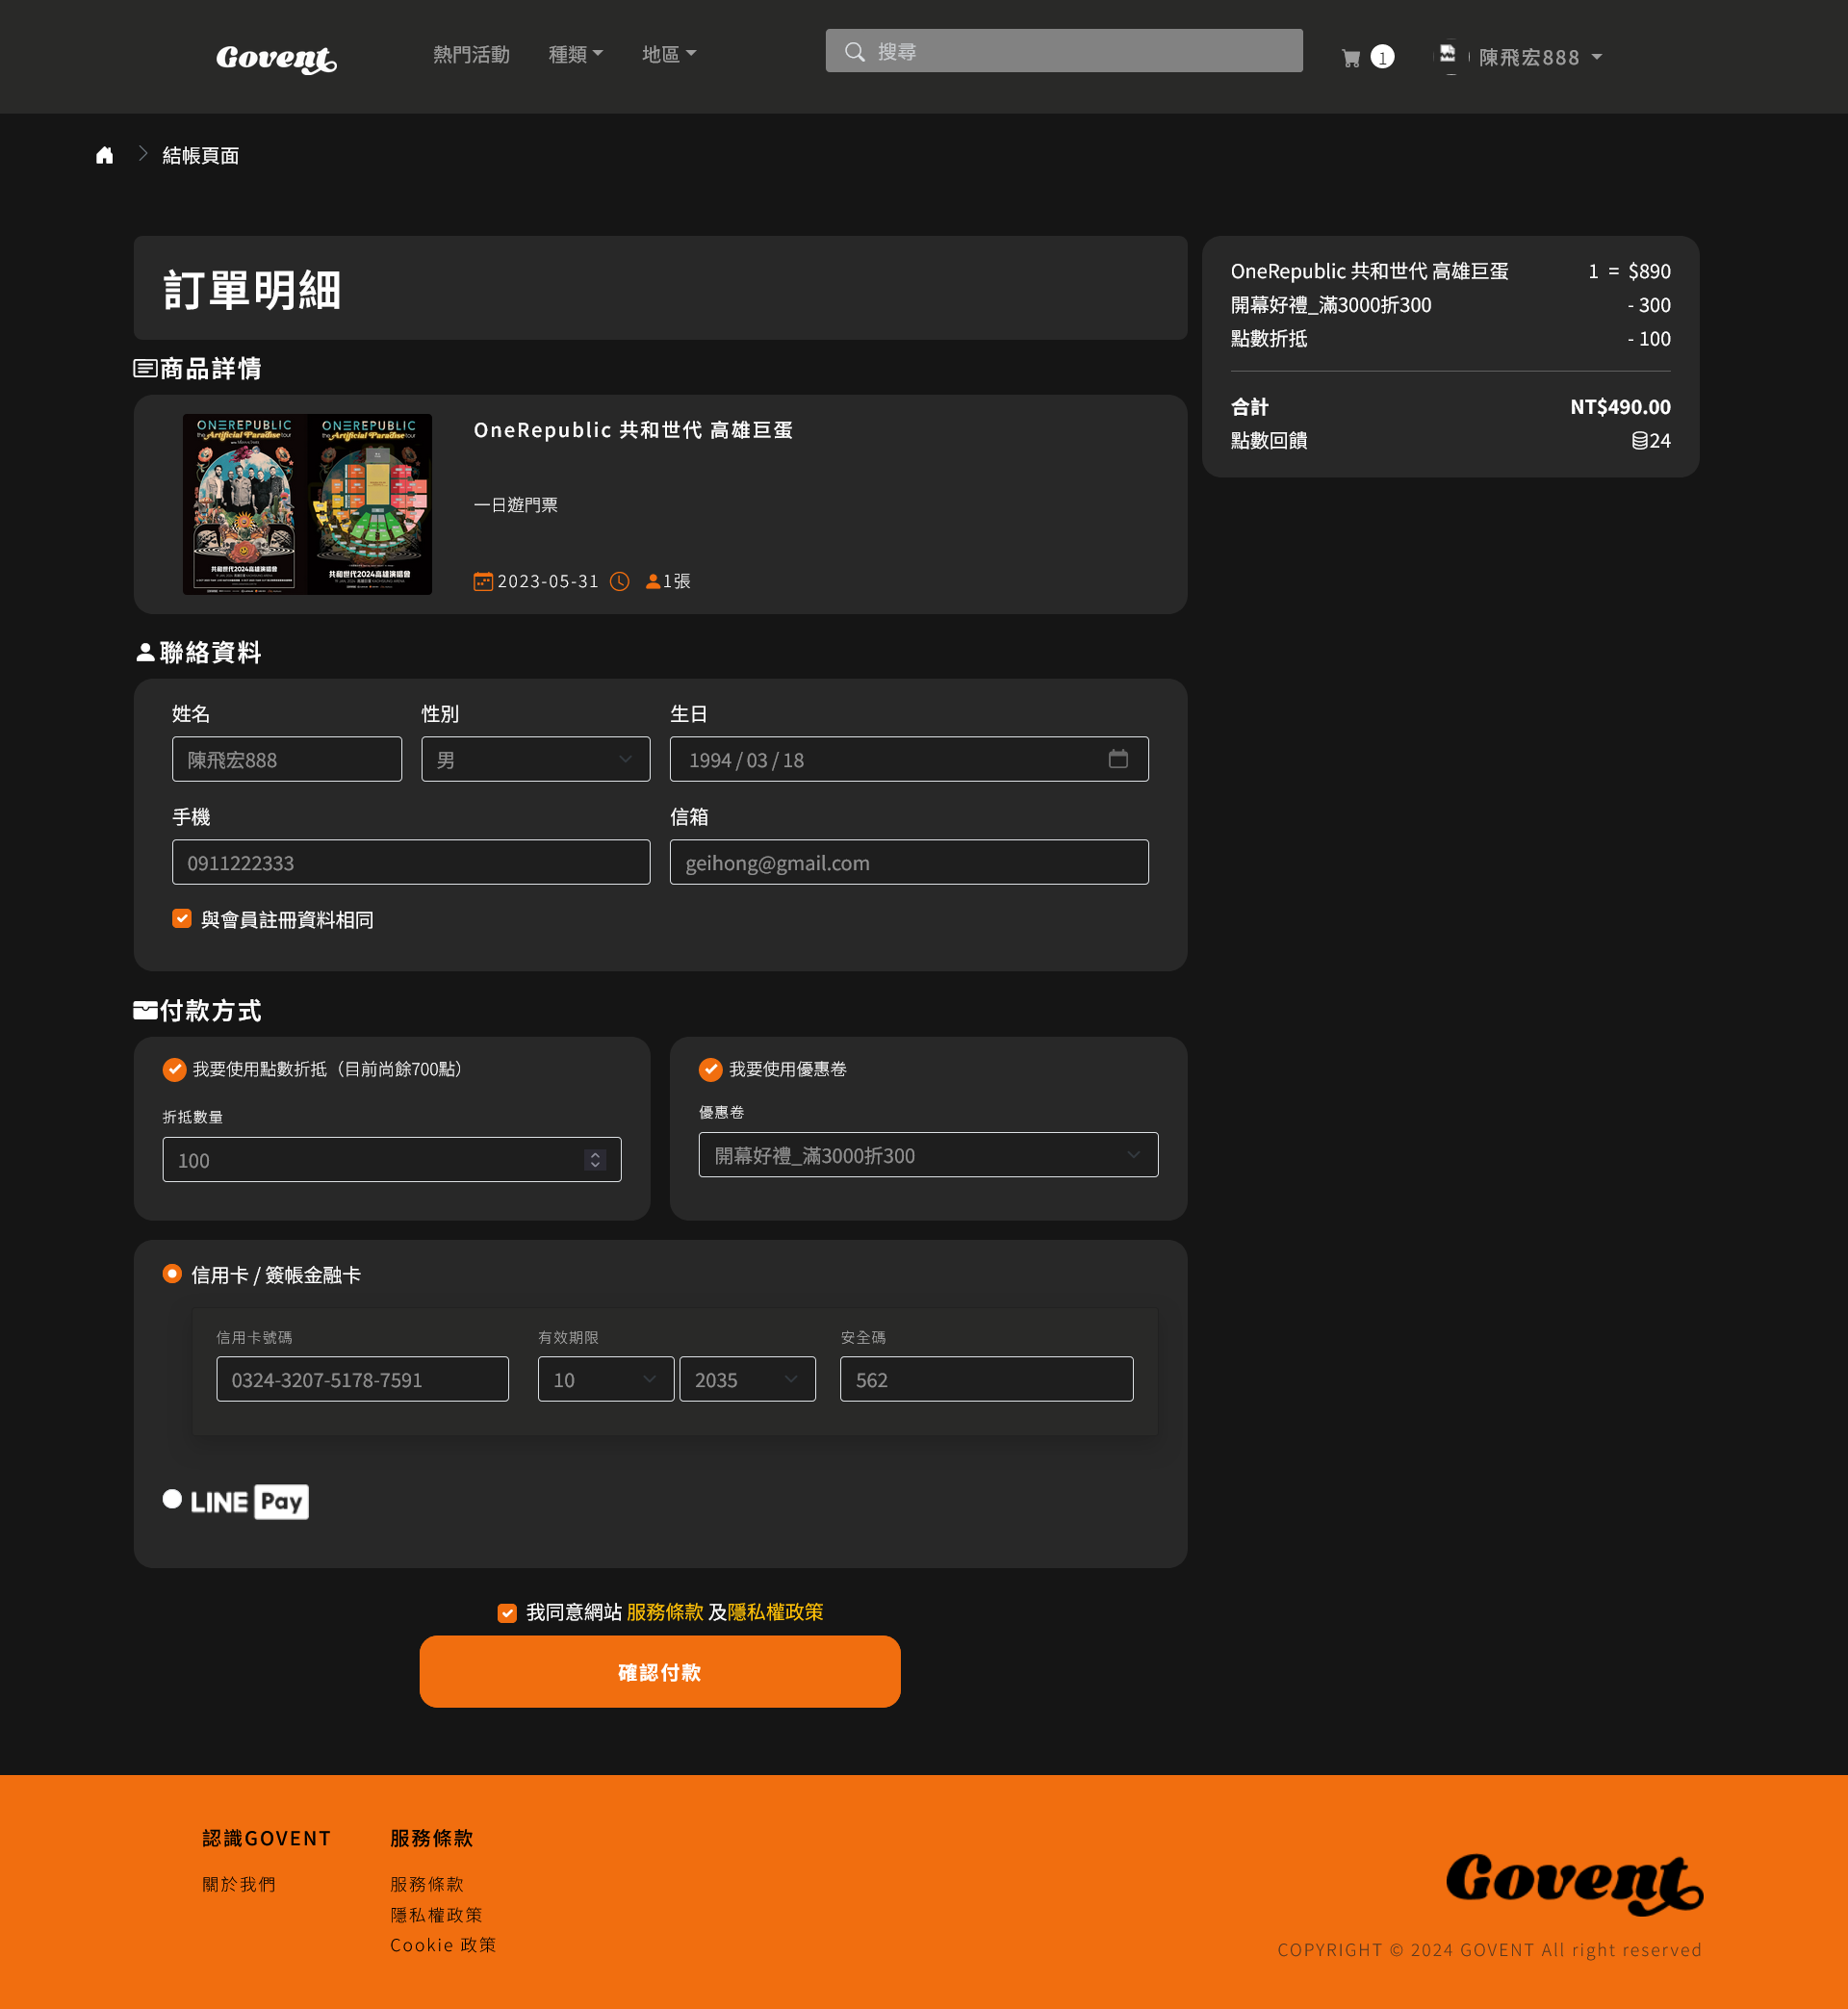 Govent
熱門活動 種類 地區 搜尋 1 陳飛宏888
結帳頁面
訂單明細
商品詳情
ONEREPUBLIC ONEREPUBLIC
the Artificial Paradise tour the Artificial Paradise tour
共和世代2024高雄演唱會 共和世代2024高雄演唱會
OneRepublic 共和世代 高雄巨蛋
一日遊門票
2023-05-31 1張
聯絡資料
姓名 性別 生日
陳飛宏888 男 1994 / 03 / 18
手機 信箱
0911222333 geihong@gmail.com
與會員註冊資料相同
付款方式
我要使用點數折抵（目前尚餘700點）
折抵數量
100
我要使用優惠卷
優惠卷
開幕好禮_滿3000折300
信用卡 / 簽帳金融卡
信用卡號碼 有效期限 安全碼
0324-3207-5178-7591 10 2035 562
LINE Pay
我同意網站 服務條款 及隱私權政策
確認付款
OneRepublic 共和世代 高雄巨蛋 1 = $890
開幕好禮_滿3000折300 - 300
點數折抵 - 100
合計 NT$490.00
點數回饋 24
認識GOVENT
關於我們
服務條款
服務條款
隱私權政策
Cookie 政策
Govent
COPYRIGHT © 2024 GOVENT All right reserved